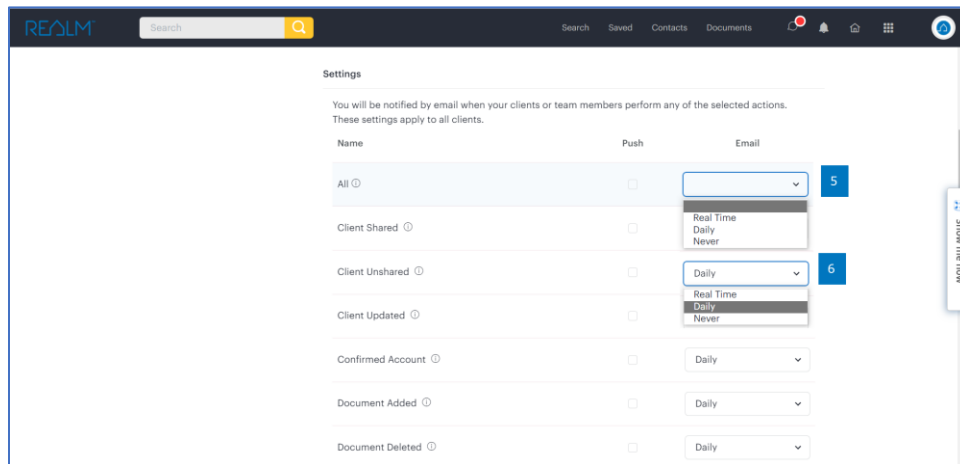 REALM
Search
Search Saved Contacts Documents
Settings
You will be notified by email when your clients or team members perform any of the selected actions.
These settings apply to all clients.
Name Push Email
All
5
Real Time
Daily
Never
Client Shared
Client Unshared
Daily
6
Real Time
Daily
Never
Client Updated
Confirmed Account
Daily
Document Added
Daily
Document Deleted
Daily
Show me how